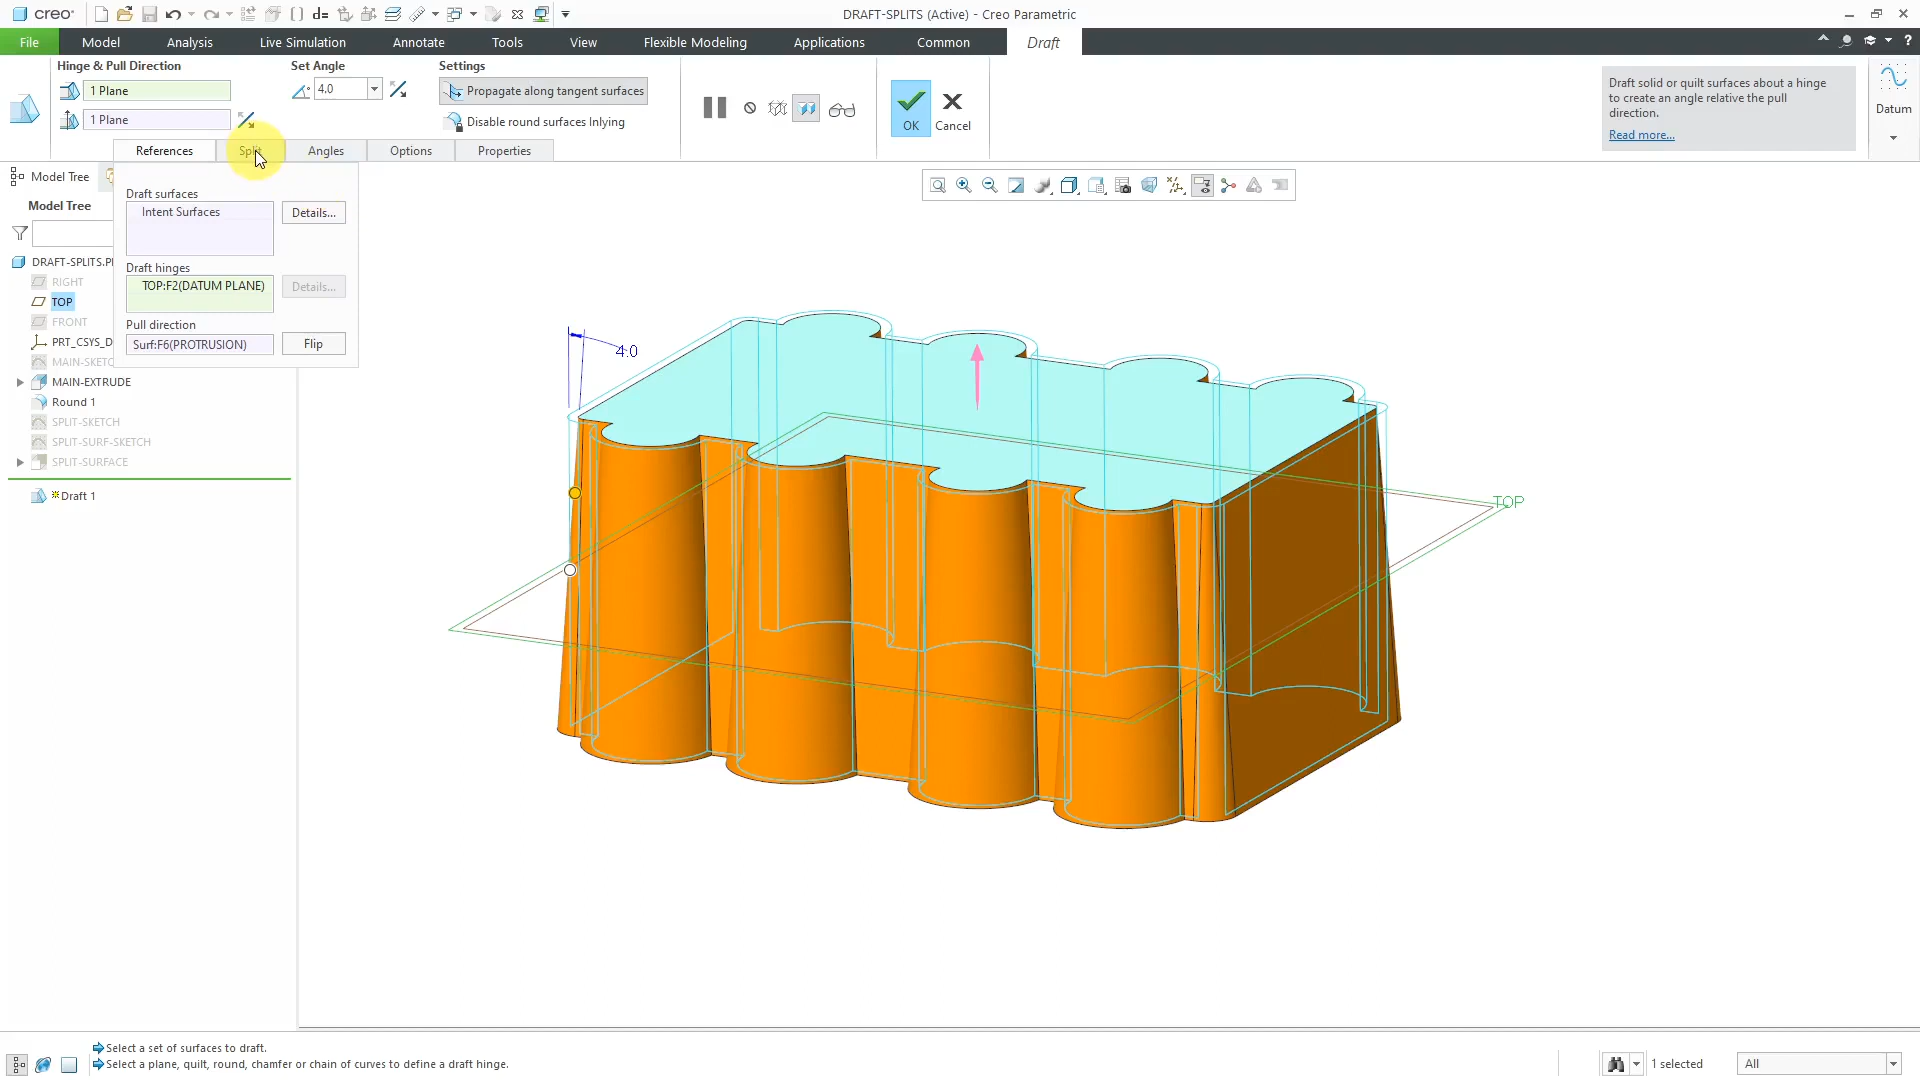 creo
d=
DRAFT-SPLITS (Active) - Creo Parametric
File
Model
Analysis
Live Simulation
Annotate
Tools
View
Flexible Modeling
Applications
Common
Draft
?
Hinge & Pull Direction
1 Plane
1 Plane
Set Angle
4.0
Settings
Propagate along tangent surfaces
Disable round surfaces Inlying
OK
Cancel
Draft solid or quilt surfaces about a hinge
to create an angle relative the pull
direction.
Read more...
Datum
References
Split
Angles
Options
Properties
Model Tree
Model Tree
Draft surfaces
Intent Surfaces
Details...
Draft hinges
TOP:F2(DATUM PLANE)
Details...
Pull direction
Surf:F6(PROTRUSION)
Flip
DRAFT-SPLITS.P
RIGHT
TOP
FRONT
PRT_CSYS_D
MAIN-SKETC
MAIN-EXTRUDE
Round 1
SPLIT-SKETCH
SPLIT-SURF-SKETCH
SPLIT-SURFACE
Draft 1
4.0
TOP
Select a set of surfaces to draft.
Select a plane, quilt, round, chamfer or chain of curves to define a draft hinge.
1 selected
All